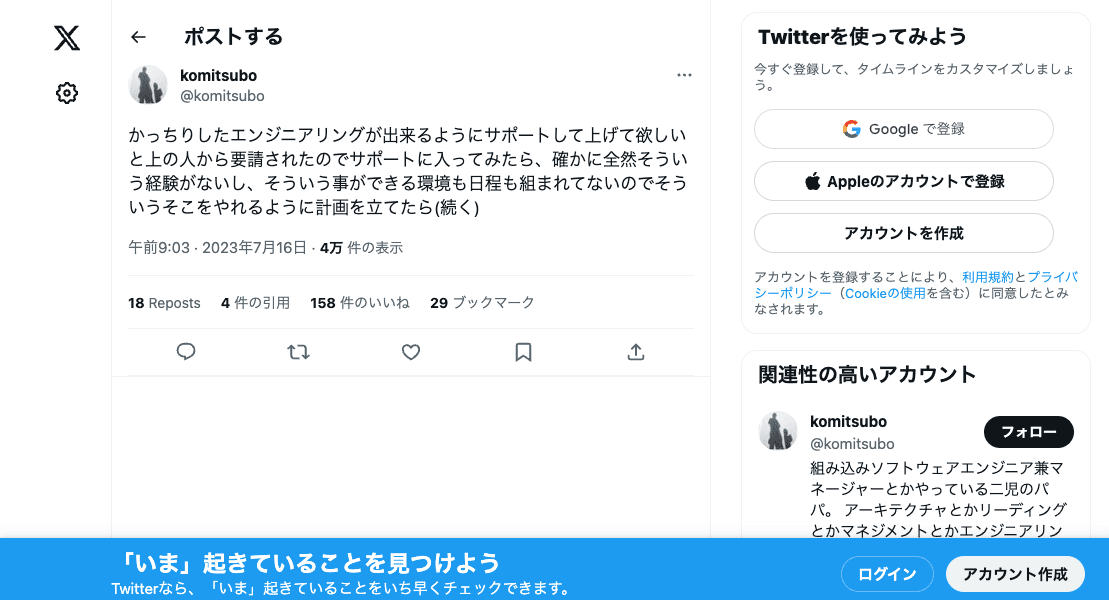 ポストする
komitsubo
@komitsubo
かっちりしたエンジニアリングが出来るようにサポートして上げて欲しい
と上の人から要請されたのでサポートに入ってみたら、確かに全然そうい
う経験がないし、そういう事ができる環境も日程も組まれてないのでそう
いうそこをやれるように計画を立てたら(続く)
午前9:03 · 2023年7月16日 · 4万 件の表示
18 Reposts 4 件の引用 158 件のいいね 29 ブックマーク
Twitterを使ってみよう
今すぐ登録して、タイムラインをカスタマイズしましょ
う。
Google で登録
Appleのアカウントで登録
アカウントを作成
アカウントを登録することにより、利用規約とプライバ
シーポリシー（Cookieの使用を含む）に同意したとみ
なされます。
関連性の高いアカウント
komitsubo
@komitsubo
フォロー
組み込みソフトウェアエンジニア兼マ
ネージャーとかやっている二児のパ
パ。 アーキテクチャとかリーディング
とかマネジメントとかエンジニアリン
「いま」起きていることを見つけよう
Twitterなら、「いま」起きていることをいち早くチェックできます。
ログイン
アカウント作成